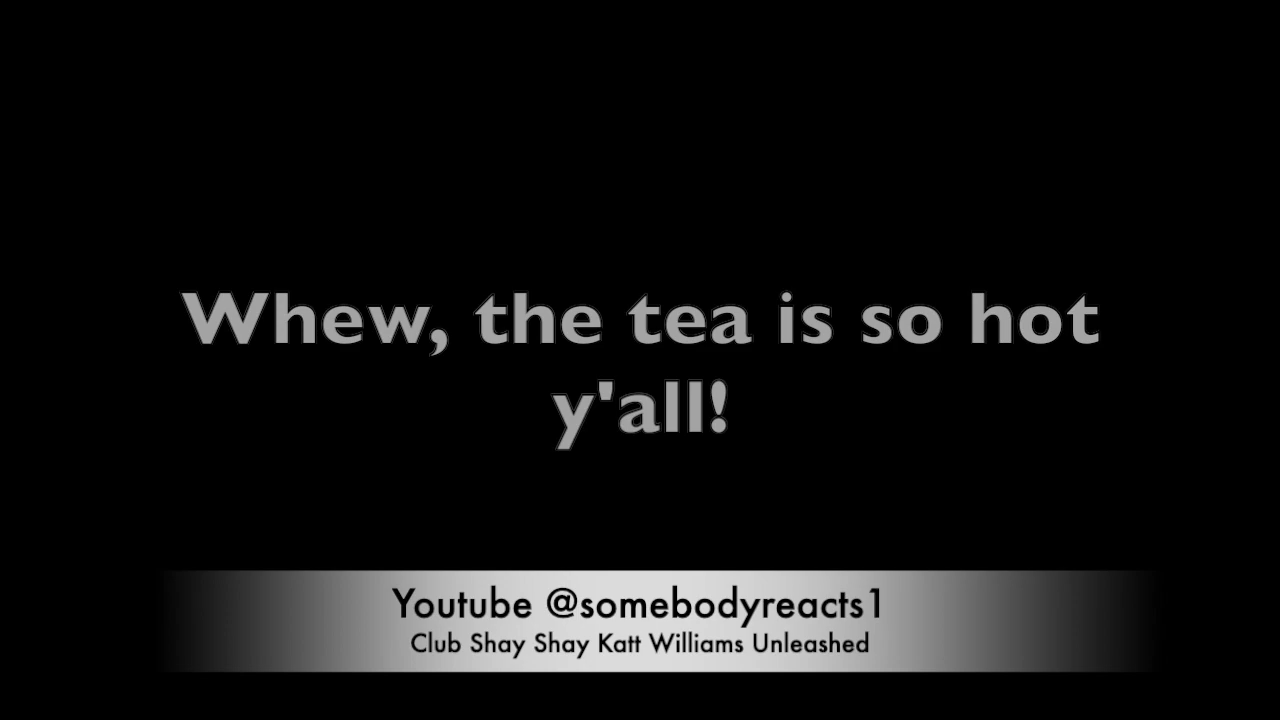 Whew, the tea is so hot
y'all!
Youtube @somebodyreacts1
Club Shay Shay Katt Williams Unleashed